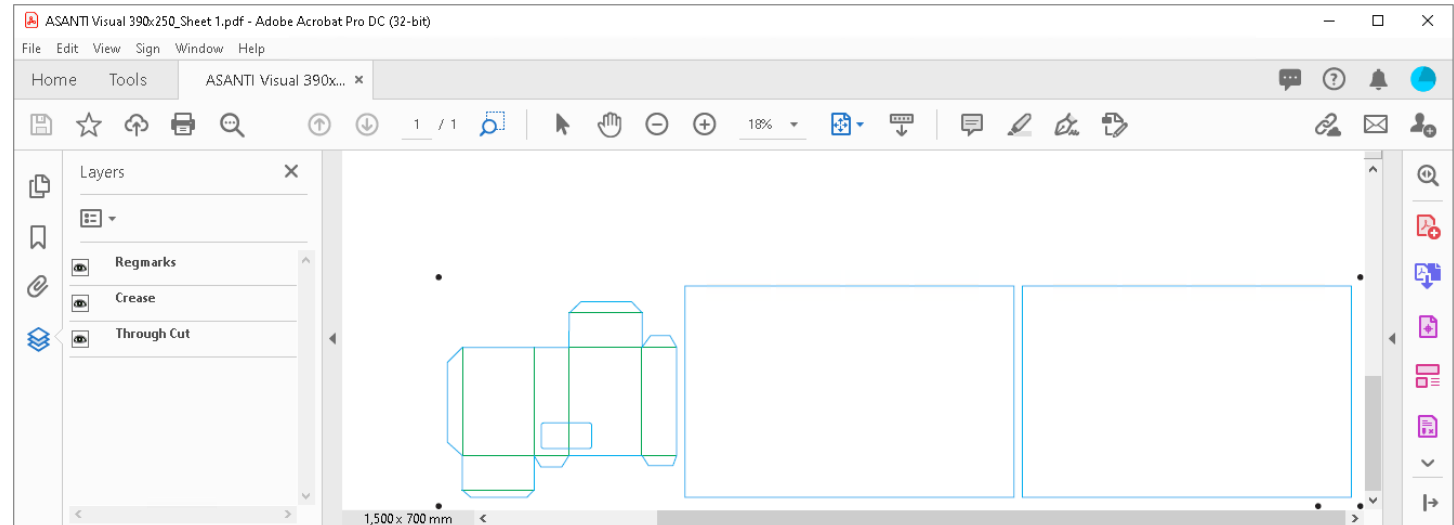 ASANTI Visual 390x250_Sheet 1.pdf - Adobe Acrobat Pro DC (32-bit)
File Edit View Sign Window Help
Home Tools ASANTI Visual 390x... ×
1 / 1 18%
Layers
Regmarks
Crease
Through Cut
1,500 x 700 mm